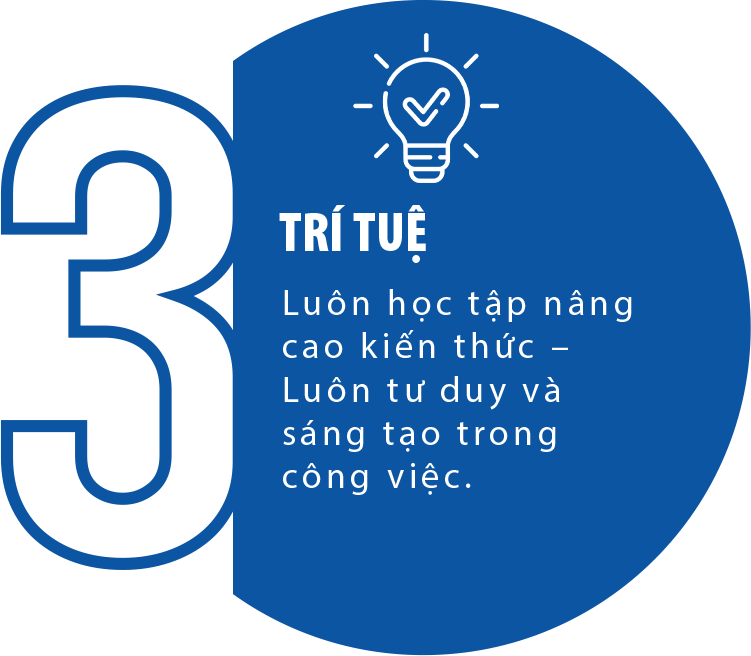 3
TRÍ TUỆ
Luôn học tập nâng
cao kiến thức –
Luôn tư duy và
sáng tạo trong
công việc.